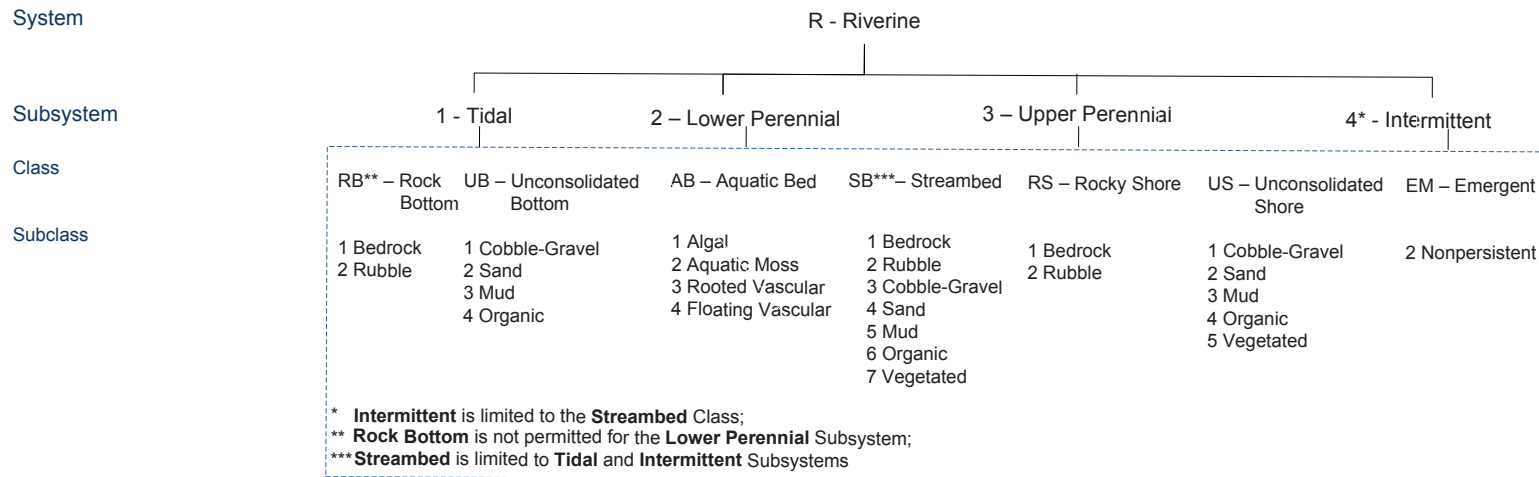 System
R - Riverine
Subsystem
1 - Tidal
2 – Lower Perennial
3 – Upper Perennial
4* - Intermittent
Class
RB** – Rock
Bottom
UB – Unconsolidated
Bottom
AB – Aquatic Bed
SB***– Streambed
RS – Rocky Shore
US – Unconsolidated
Shore
EM – Emergent
Subclass
1 Bedrock
2 Rubble
1 Cobble-Gravel
2 Sand
3 Mud
4 Organic
1 Algal
2 Aquatic Moss
3 Rooted Vascular
4 Floating Vascular
1 Bedrock
2 Rubble
3 Cobble-Gravel
4 Sand
5 Mud
6 Organic
7 Vegetated
1 Bedrock
2 Rubble
1 Cobble-Gravel
2 Sand
3 Mud
4 Organic
5 Vegetated
2 Nonpersistent
* Intermittent is limited to the Streambed Class;
** Rock Bottom is not permitted for the Lower Perennial Subsystem;
***Streambed is limited to Tidal and Intermittent Subsystems